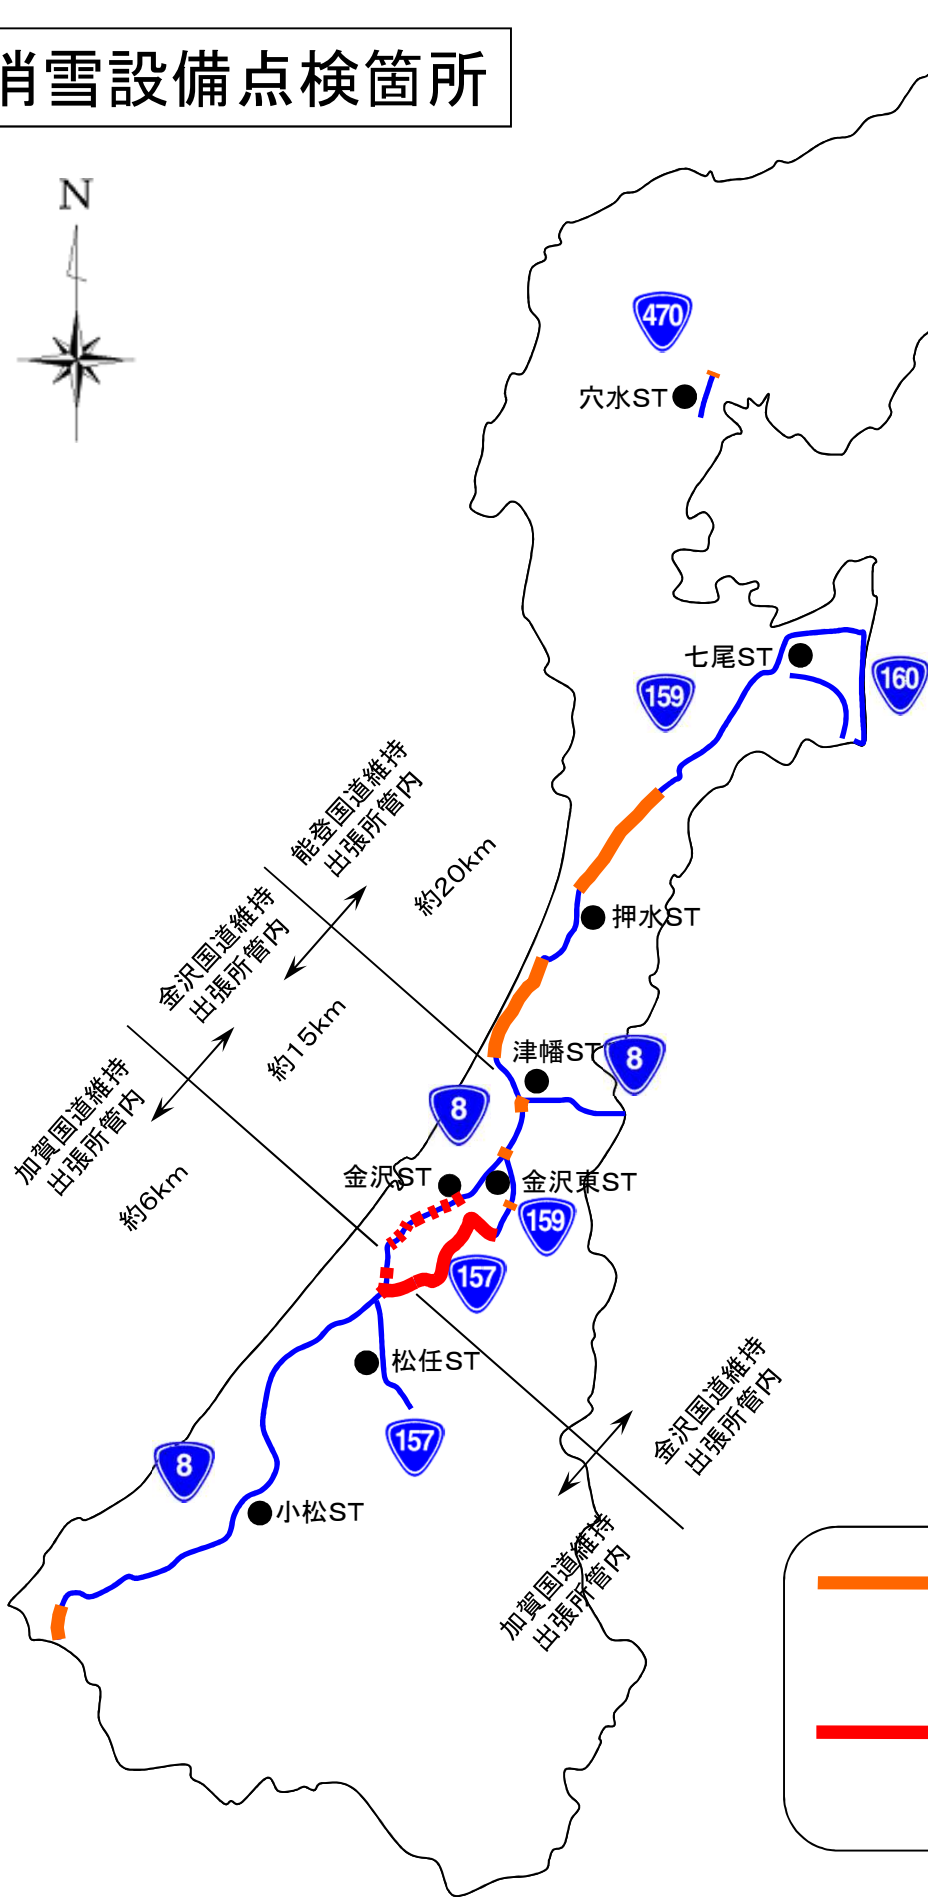 消雪設備点検箇所
N
470
穴水ST
七尾ST
160
159
能登国道維持
出張所管内
約20km
押水ST
金沢国道維持
出張所管内
約15km
津幡ST
8
8
加賀国道維持
出張所管内
約6km
金沢ST
金沢東ST
159
157
松任ST
157
金沢国道維持
出張所管内
8
小松ST
加賀国道維持
出張所管内